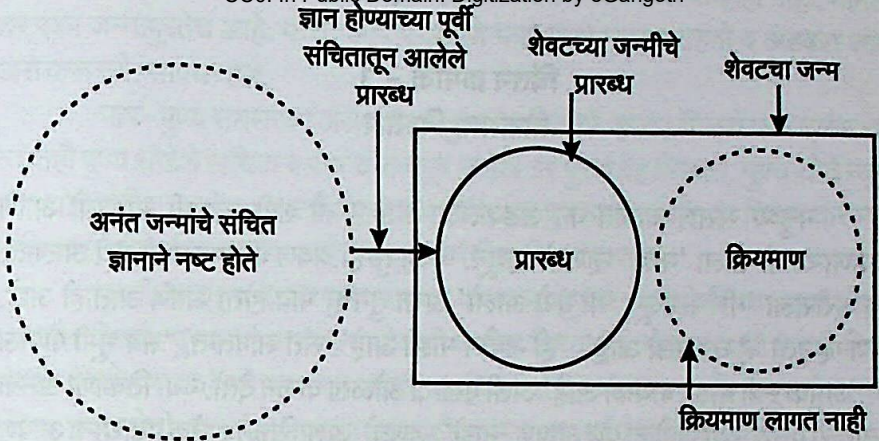 ज्ञान होण्याच्या पूर्वी
संचितातून आलेले
प्रारब्ध
शेवटच्या जन्मीचे
प्रारब्ध
शेवटचा जन्म
अनंत जन्मांचे संचित
ज्ञानाने नष्ट होते
प्रारब्ध
क्रियमाण
क्रियमाण लागत नाही